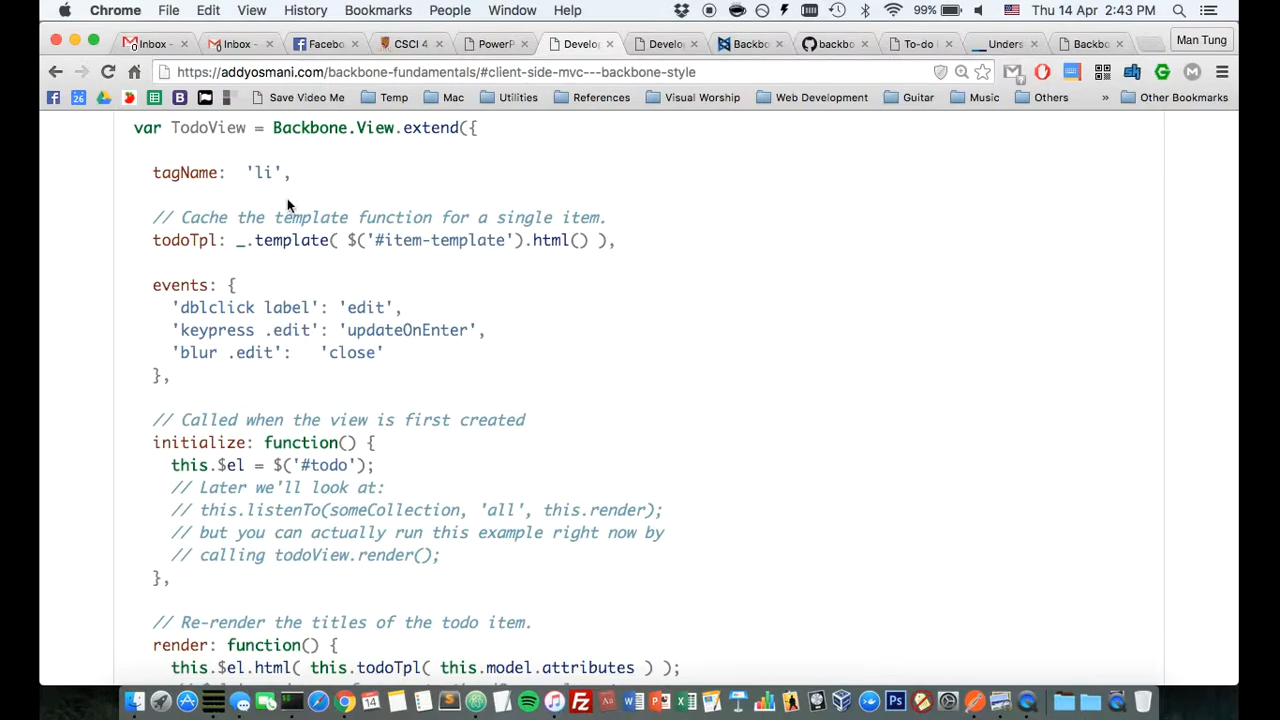 Chrome File Edit View History Bookmarks People Window Help 99% Thu 14 Apr 2:43 PM
Inbox - Inbox - Facebo CSCI 4 PowerP Develo Develo Backbo backbo To-do l Unders Backbo Man Tung
https://addyosmani.com/backbone-fundamentals/#client-side-mvc---backbone-style
Save Video Me Temp Mac Utilities References Visual Worship Web Development Guitar Music Others » Other Bookmarks
var TodoView = Backbone.View.extend({
tagName: 'li',
// Cache the template function for a single item.
todoTpl: _.template( $('#item-template').html() ),
events: {
'dblclick label': 'edit',
'keypress .edit': 'updateOnEnter',
'blur .edit': 'close'
},
// Called when the view is first created
initialize: function() {
this.$el = $('#todo');
// Later we'll look at:
// this.listenTo(someCollection, 'all', this.render);
// but you can actually run this example right now by
// calling todoView.render();
},
// Re-render the titles of the todo item.
render: function() {
this.$el.html( this.todoTpl( this.model.attributes ) );